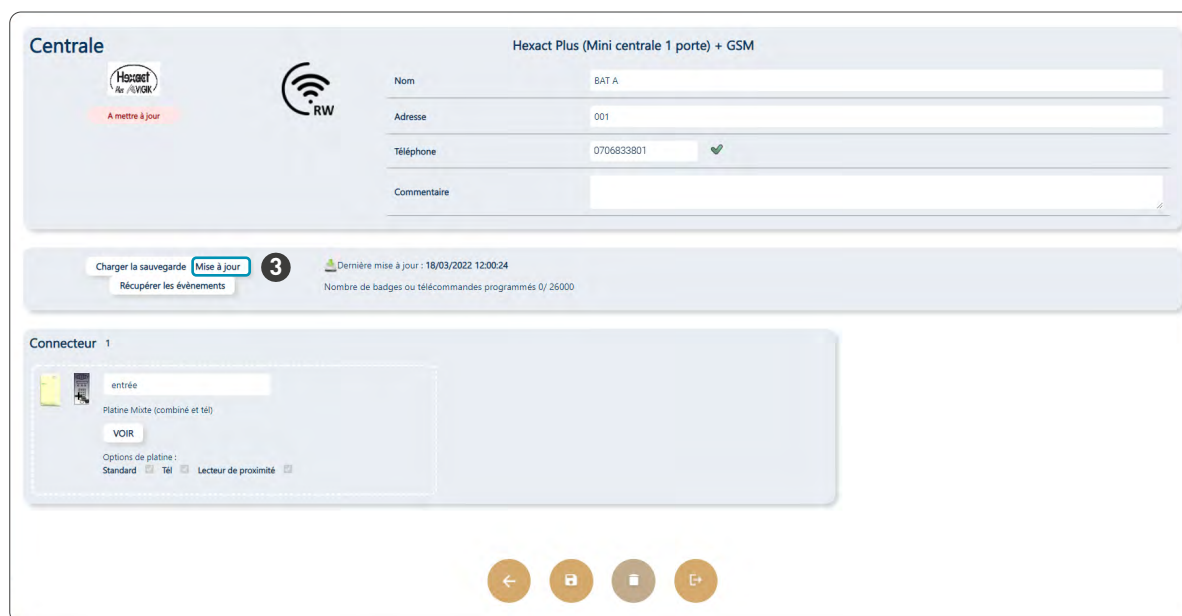 Centrale
Hexact Plus (Mini centrale 1 porte) + GSM
Hexact
Plus VIGIK
A mettre à jour
RW
Nom
BAT A
Adresse
001
Téléphone
0706833801
Commentaire
Charger la sauvegarde
Mise à jour
3
Récupérer les évènements
Dernière mise à jour : 18/03/2022 12:00:24
Nombre de badges ou télécommandes programmés 0/ 26000
Connecteur 1
entrée
Platine Mixte (combiné et tél)
VOIR
Options de platine :
Standard Tél Lecteur de proximité